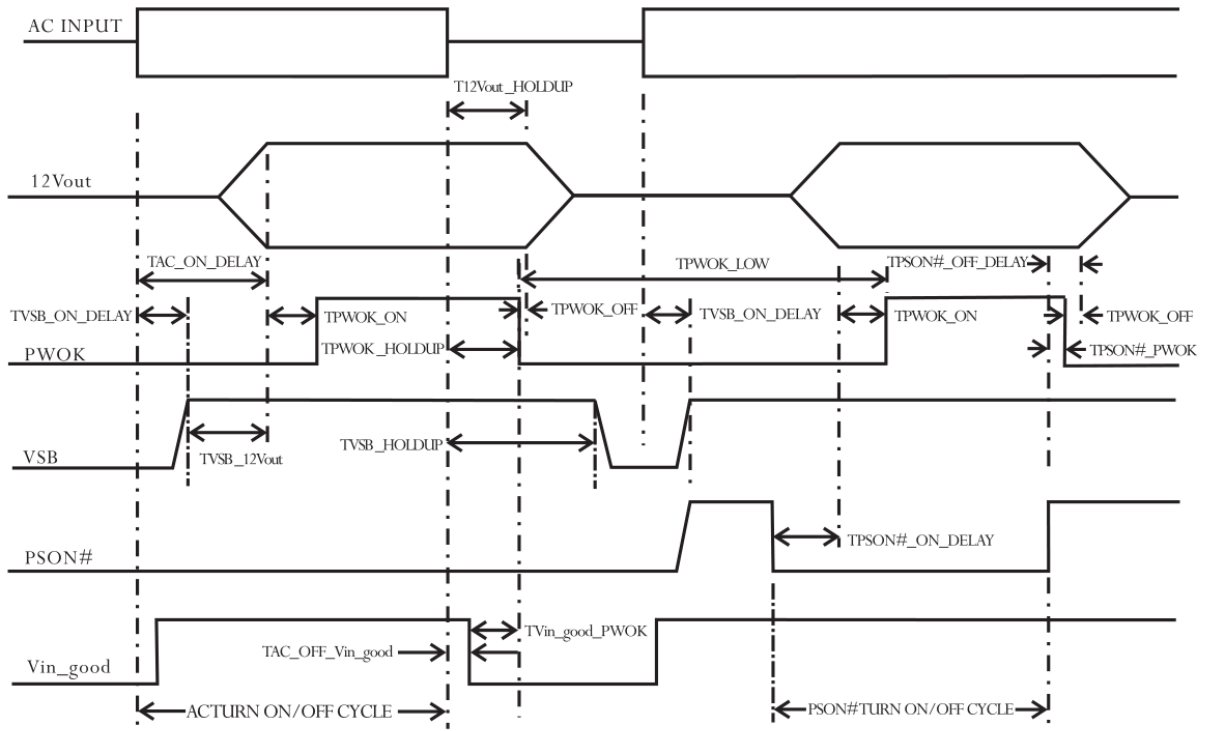 AC INPUT
T12Vout_HOLDUP
12Vout
TAC_ON_DELAY
TPWOK_LOW
TPSON#_OFF_DELAY
TVSB_ON_DELAY
TPWOK_ON
TPWOK_OFF
TVSB_ON_DELAY
TPWOK_ON
TPWOK_OFF
PWOK
TPWOK_HOLDUP
TPSON#_PWOK
VSB
TVSB_12Vout
TVSB_HOLDUP
PSON#
TPSON#_ON_DELAY
TVin_good_PWOK
Vin_good
TAC_OFF_Vin_good
ACTURN ON/OFF CYCLE
PSON#TURN ON/OFF CYCLE